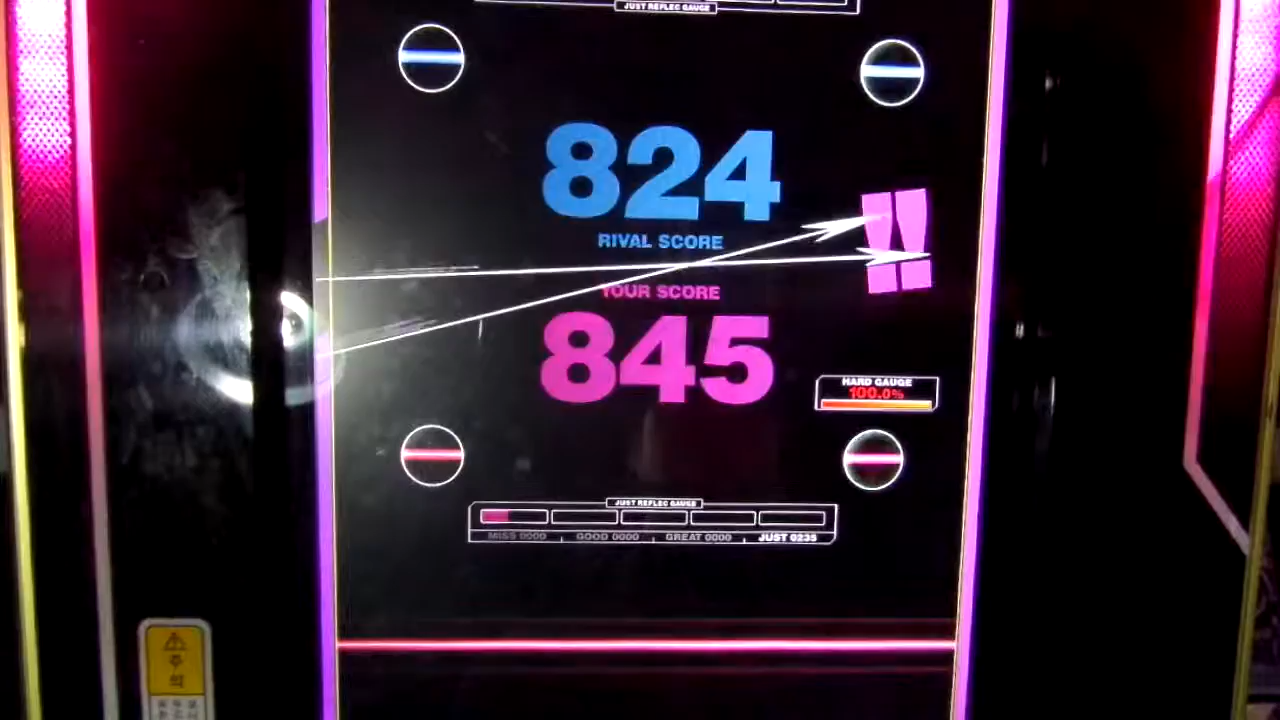 JUST REFLEC GAUGE
824
RIVAL SCORE
!!
YOUR SCORE
845
HARD GAUGE
100.0%
JUST REFLEC GAUGE
MISS 0000 GOOD 0000 GREAT 0000 JUST 0235
주
의